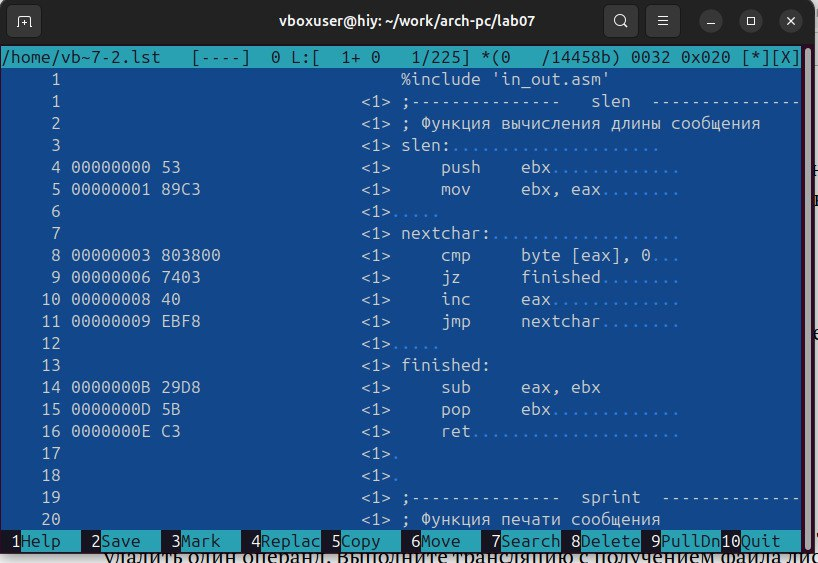 vboxuser@hiy: ~/work/arch-pc/lab07
/home/vb~7-2.lst   [----]  0 L:[  1+ 0   1/225] *(0   /14458b) 0032 0x020 [*][X]
1                                  %include 'in_out.asm'
1                              <1> ;---------------   slen  ---------------
2                              <1> ; Функция вычисления длины сообщения
3                              <1> slen:.....................
4 00000000 53                  <1>     push    ebx.............
5 00000001 89C3                <1>     mov     ebx, eax........
6                              <1>.....
7                              <1> nextchar:...................
8 00000003 803800              <1>     cmp     byte [eax], 0...
9 00000006 7403                <1>     jz      finished........
10 00000008 40                  <1>     inc     eax.............
11 00000009 EBF8                <1>     jmp     nextchar........
12                              <1>.....
13                              <1> finished:
14 0000000B 29D8                <1>     sub     eax, ebx
15 0000000D 5B                  <1>     pop     ebx.............
16 0000000E C3                  <1>     ret.....................
17                              <1>.
18                              <1>.
19                              <1> ;---------------  sprint  ---------------
20                              <1> ; Функция печати сообщения
1Help   2Save   3Mark   4Replac 5Copy   6Move   7Search 8Delete 9PullDn 10Quit
удалить один операнд. Выполните трансляцию с получением файла лис